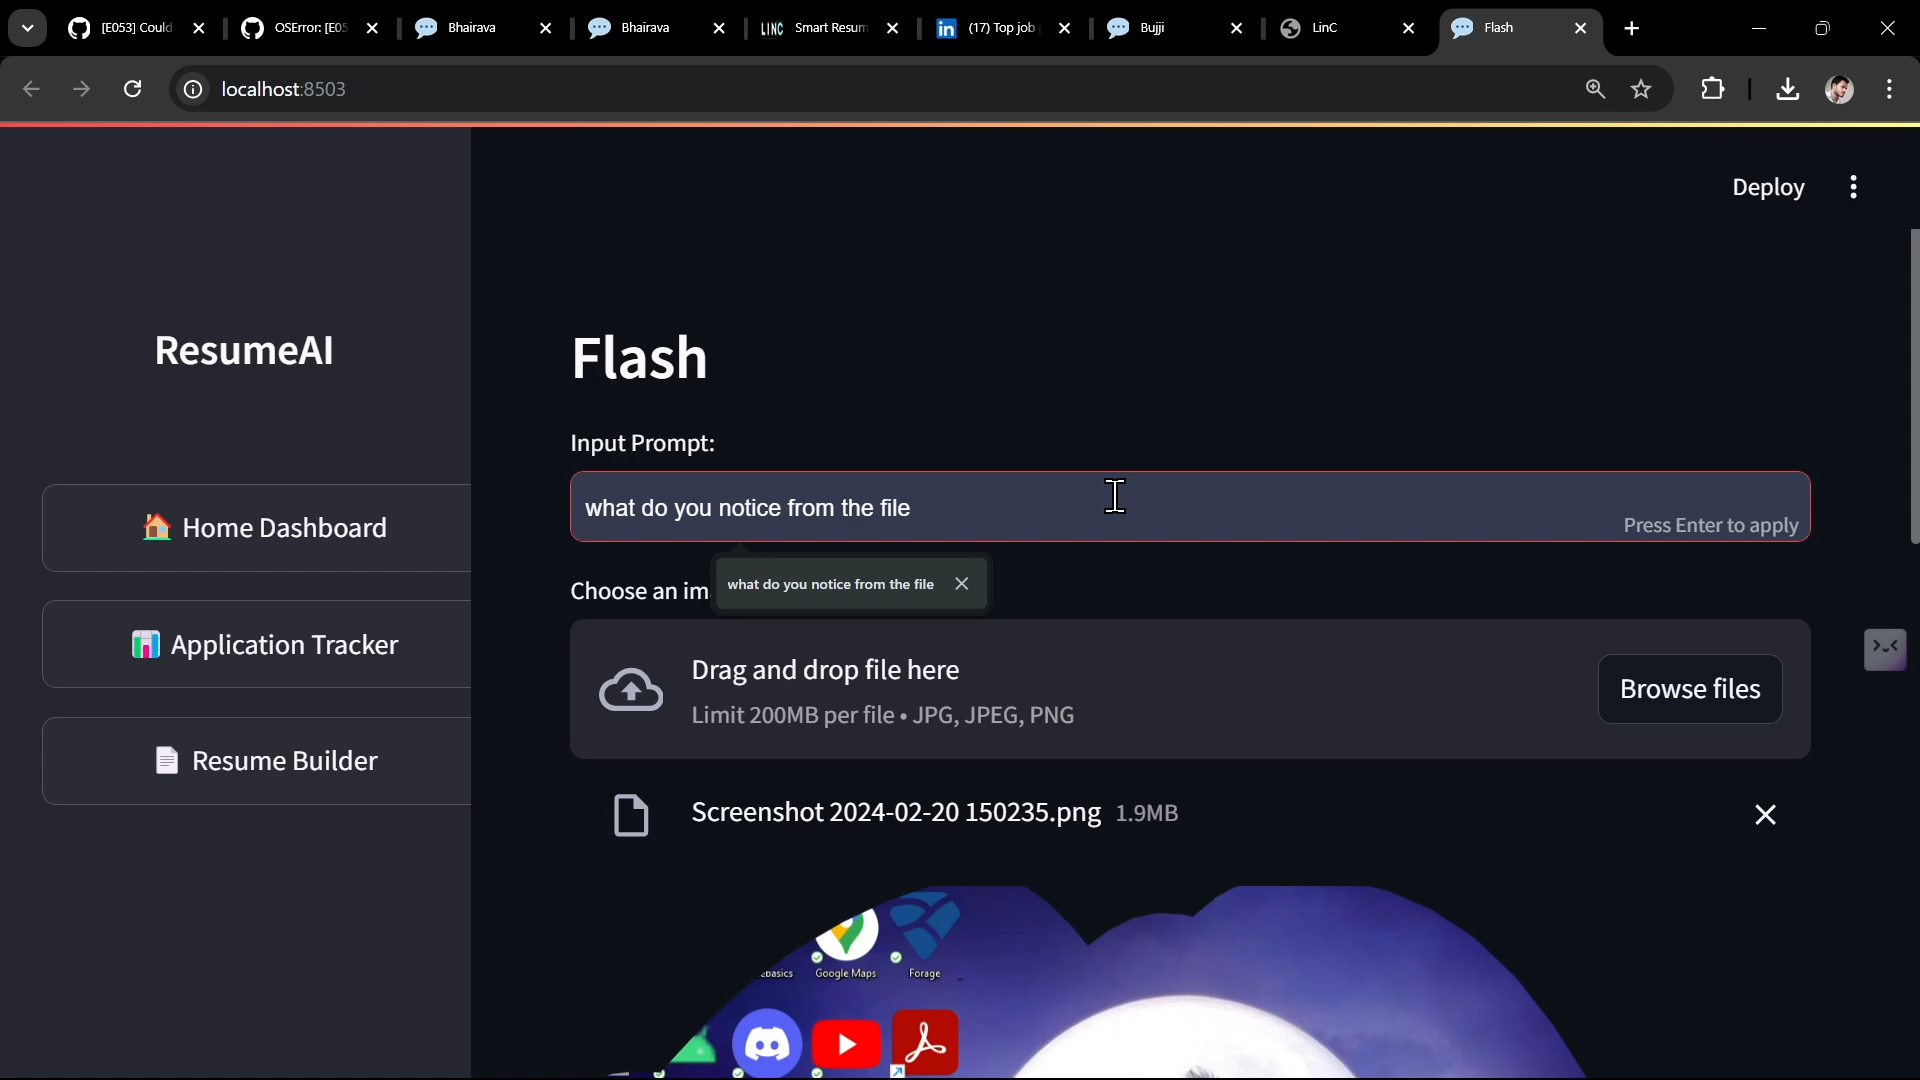 [E053] Could
OSError: [E05
Bhairava
Bhairava
LINC Smart Resum
in (17) Top job
Bujji
LinC
Flash
localhost:8503
Deploy
ResumeAI
Flash
Input Prompt:
what do you notice from the file
Press Enter to apply
🏠 Home Dashboard
Choose an im
what do you notice from the file
📊 Application Tracker
Drag and drop file here
Limit 200MB per file • JPG, JPEG, PNG
Browse files
📄 Resume Builder
Screenshot 2024-02-20 150235.png 1.9MB
ebasics
Google Maps
Forage